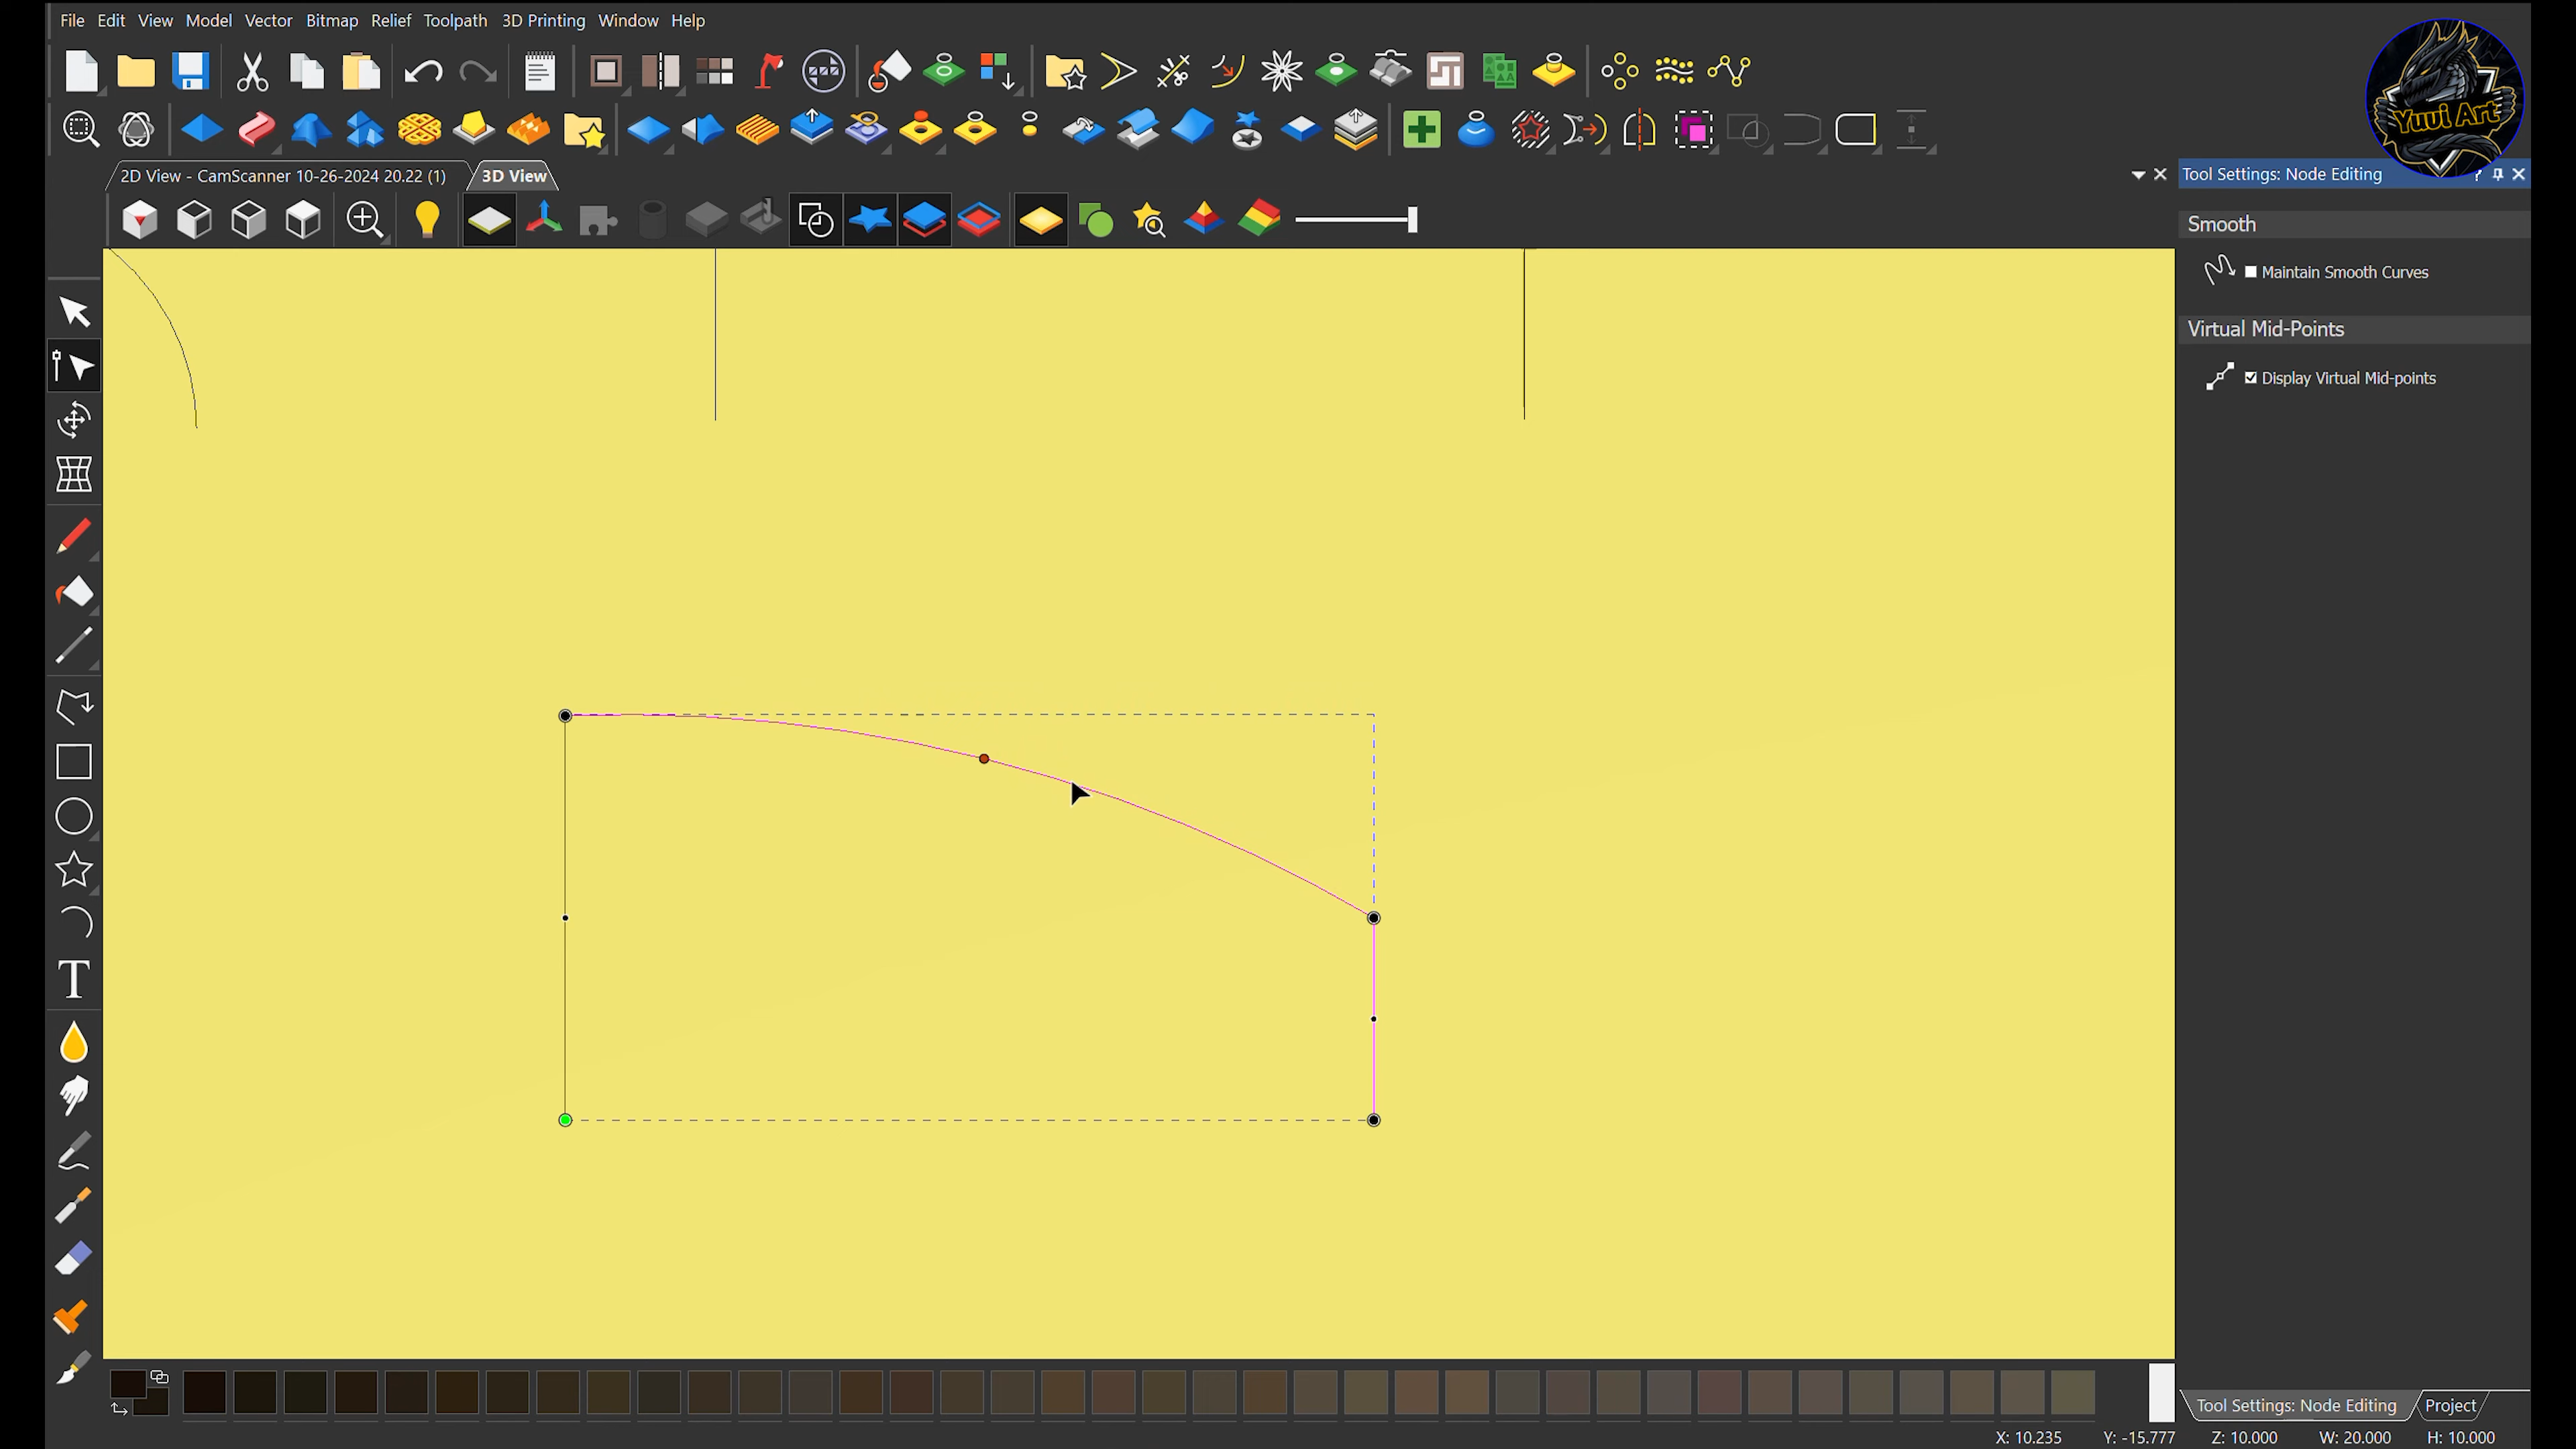 File Edit View Model Vector Bitmap Relief Toolpath 3D Printing Window Help
Yuvi Art
2D View - CamScanner 10-26-2024 20.22 (1) 3D View
Tool Settings: Node Editing
Smooth
Maintain Smooth Curves
Virtual Mid-Points
Display Virtual Mid-points
T
Tool Settings: Node Editing Project
X: 10.235 Y: -15.777 Z: 10.000 W: 20.000 H: 10.000